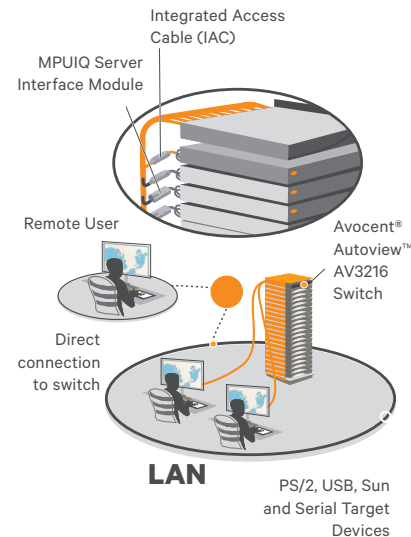 Integrated Access
Cable (IAC)
MPUIQ Server
Interface Module
Remote User
Avocent®
Autoview™
AV3216
Switch
Direct
connection
to switch
LAN
PS/2, USB, Sun
and Serial Target
Devices